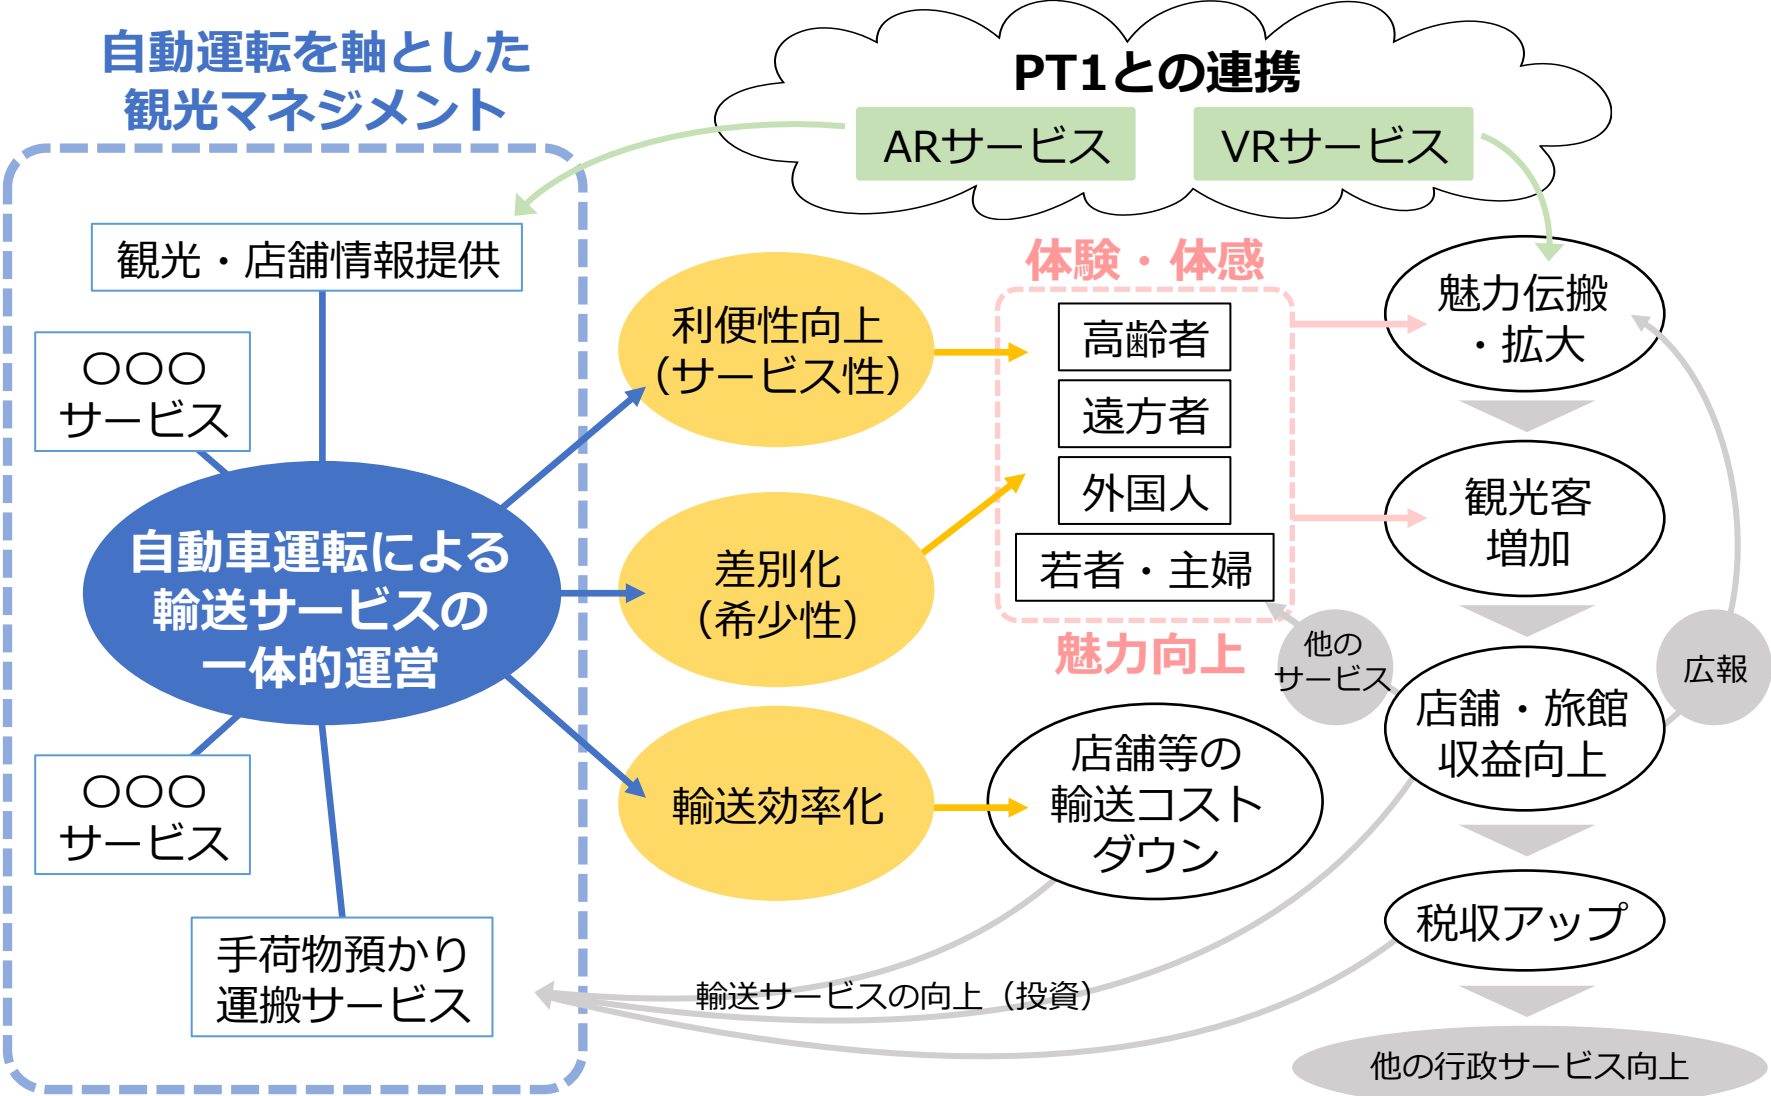 自動運転を軸とした
観光マネジメント
PT1との連携
ARサービス
VRサービス
観光・店舗情報提供
〇〇〇
サービス
自動車運転による
輸送サービスの
一体的運営
〇〇〇
サービス
手荷物預かり
運搬サービス
利便性向上
（サービス性）
差別化
（希少性）
輸送効率化
体験・体感
高齢者
遠方者
外国人
若者・主婦
魅力向上
店舗等の
輸送コスト
ダウン
魅力伝搬
・拡大
観光客
増加
他の
サービス
広報
店舗・旅館
収益向上
税収アップ
輸送サービスの向上（投資）
他の行政サービス向上